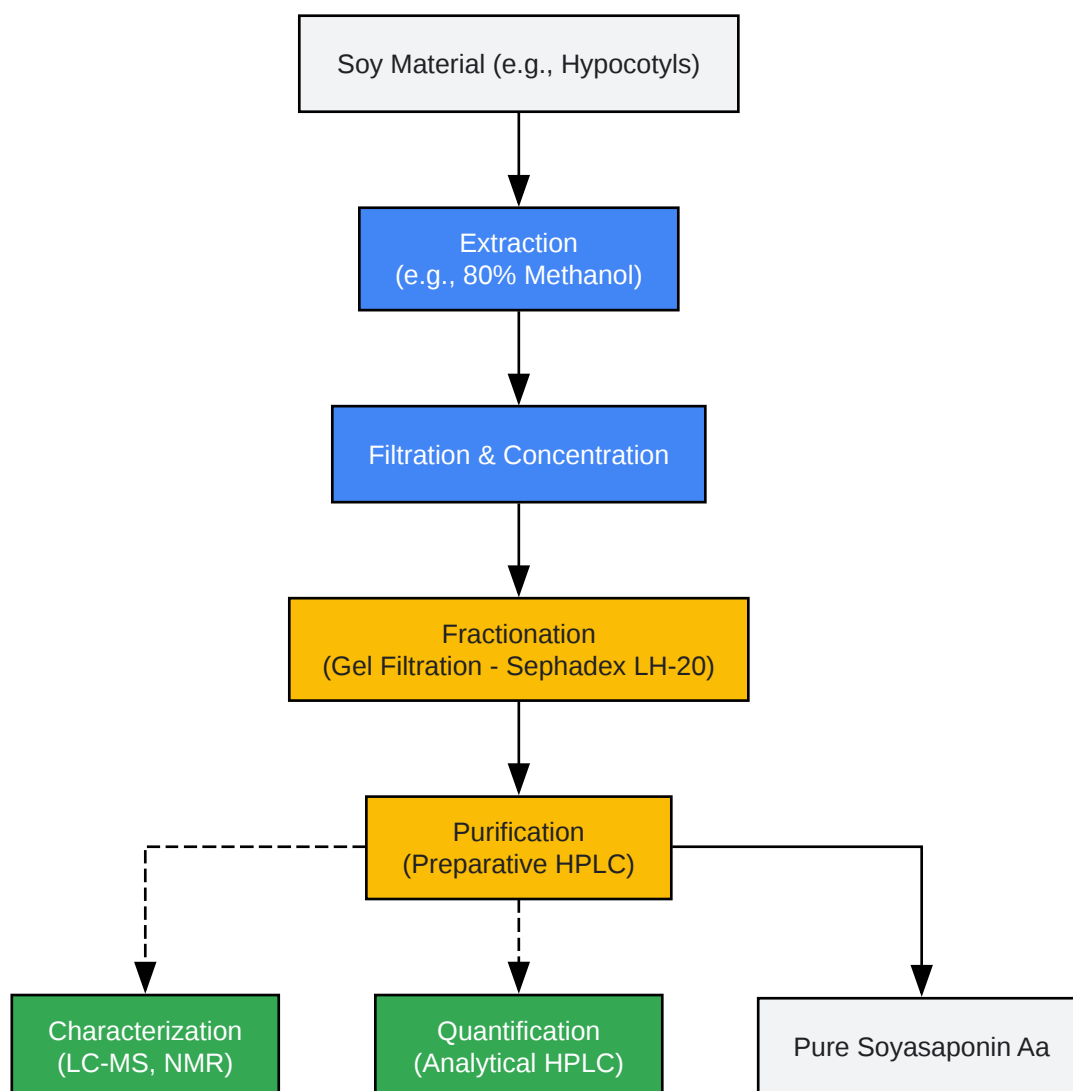 Soy Material (e.g., Hypocotyls)
Extraction
(e.g., 80% Methanol)
Filtration & Concentration
Fractionation
(Gel Filtration - Sephadex LH-20)
Purification
(Preparative HPLC)
Characterization
(LC-MS, NMR)
Quantification
(Analytical HPLC)
Pure Soyasaponin Aa